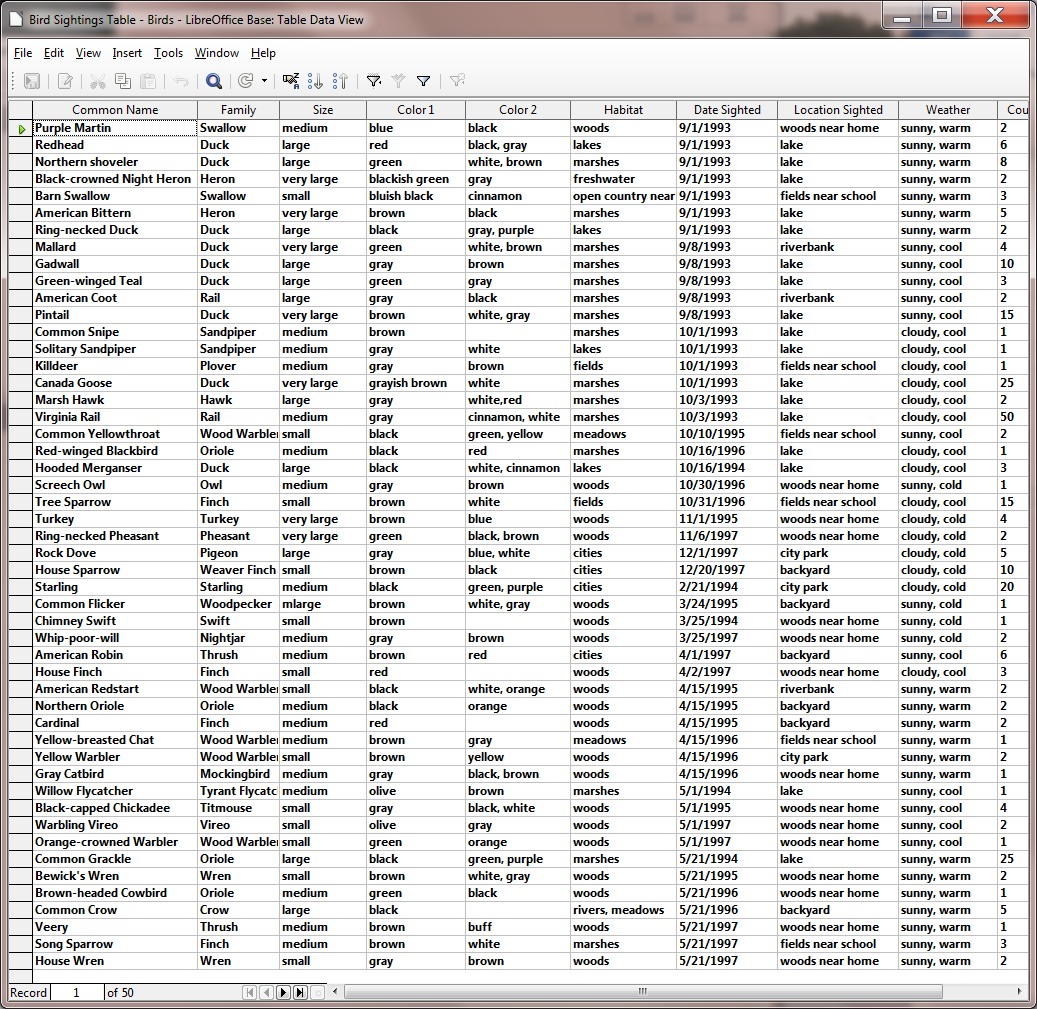 Bird Sightings Table - Birds - LibreOffice Base: Table Data View
File Edit View Insert Tools Window Help
Common Name Family Size Color 1 Color 2 Habitat Date Sighted Location Sighted Weather Cou
Purple Martin Swallow medium blue black woods 9/1/1993 woods near home sunny, warm 2
Redhead Duck large red black, gray lakes 9/1/1993 lake sunny, warm 6
Northern shoveler Duck large green white, brown marshes 9/1/1993 lake sunny, warm 8
Black-crowned Night Heron Heron very large blackish green gray freshwater 9/1/1993 lake sunny, warm 2
Barn Swallow Swallow small bluish black cinnamon open country near 9/1/1993 fields near school sunny, warm 3
American Bittern Heron very large brown black marshes 9/1/1993 lake sunny, warm 5
Ring-necked Duck Duck large black gray, purple lakes 9/1/1993 lake sunny, warm 2
Mallard Duck very large green white, brown marshes 9/8/1993 riverbank sunny, cool 4
Gadwall Duck large gray brown marshes 9/8/1993 lake sunny, cool 10
Green-winged Teal Duck large green gray marshes 9/8/1993 lake sunny, cool 3
American Coot Rail large gray black marshes 9/8/1993 riverbank sunny, cool 2
Pintail Duck very large brown white, gray marshes 9/8/1993 lake sunny, cool 15
Common Snipe Sandpiper medium brown marshes 10/1/1993 lake cloudy, cool 1
Solitary Sandpiper Sandpiper medium gray white lakes 10/1/1993 lake cloudy, cool 1
Killdeer Plover medium gray brown fields 10/1/1993 fields near school cloudy, cool 1
Canada Goose Duck very large grayish brown white marshes 10/1/1993 lake cloudy, cool 25
Marsh Hawk Hawk large gray white,red marshes 10/3/1993 lake cloudy, cool 2
Virginia Rail Rail medium gray cinnamon, white marshes 10/3/1993 lake cloudy, cool 50
Common Yellowthroat Wood Warbler small black green, yellow meadows 10/10/1995 fields near school sunny, cool 2
Red-winged Blackbird Oriole medium black red marshes 10/16/1996 lake cloudy, cool 1
Hooded Merganser Duck large black white, cinnamon lakes 10/16/1994 lake cloudy, cool 3
Screech Owl Owl medium gray brown woods 10/30/1996 woods near home sunny, cold 1
Tree Sparrow Finch small brown white fields 10/31/1996 fields near school cloudy, cool 15
Turkey Turkey very large brown blue woods 11/1/1995 woods near home cloudy, cold 4
Ring-necked Pheasant Pheasant very large green black, brown woods 11/6/1997 woods near home cloudy, cold 2
Rock Dove Pigeon large gray blue, white cities 12/1/1997 city park cloudy, cold 5
House Sparrow Weaver Finch small brown black cities 12/20/1997 backyard cloudy, cold 10
Starling Starling medium black green, purple cities 2/21/1994 city park cloudy, cold 20
Common Flicker Woodpecker mlarge brown white, gray woods 3/24/1995 backyard sunny, cold 1
Chimney Swift Swift small brown woods 3/25/1994 woods near home sunny, cold 1
Whip-poor-will Nightjar medium gray brown woods 3/25/1997 woods near home sunny, cold 2
American Robin Thrush medium brown red cities 4/1/1997 backyard sunny, cool 6
House Finch Finch small red woods 4/2/1997 woods near home cloudy, cool 3
American Redstart Wood Warbler small black white, orange woods 4/15/1995 riverbank sunny, warm 2
Northern Oriole Oriole medium black orange woods 4/15/1995 backyard sunny, warm 2
Cardinal Finch medium red woods 4/15/1995 backyard sunny, warm 2
Yellow-breasted Chat Wood Warbler medium brown gray meadows 4/15/1996 fields near school sunny, warm 1
Yellow Warbler Wood Warbler small brown yellow woods 4/15/1996 city park sunny, warm 2
Gray Catbird Mockingbird medium gray black, brown woods 4/15/1996 woods near home sunny, warm 1
Willow Flycatcher Tyrant Flycatc medium olive brown marshes 5/1/1994 lake sunny, cool 1
Black-capped Chickadee Titmouse small gray black, white woods 5/1/1995 woods near home sunny, cool 4
Warbling Vireo Vireo small olive gray woods 5/1/1997 woods near home sunny, cool 2
Orange-crowned Warbler Wood Warbler small green orange woods 5/1/1997 woods near home sunny, cool 1
Common Grackle Oriole large black green, purple marshes 5/21/1994 lake sunny, warm 25
Bewick's Wren Wren small brown white, gray woods 5/21/1995 woods near home sunny, warm 2
Brown-headed Cowbird Oriole medium green black woods 5/21/1996 woods near home sunny, warm 1
Common Crow Crow large black rivers, meadows 5/21/1996 backyard sunny, warm 5
Veery Thrush medium brown buff woods 5/21/1997 woods near home sunny, warm 1
Song Sparrow Finch medium brown white marshes 5/21/1997 fields near school sunny, warm 3
House Wren Wren small gray brown woods 5/21/1997 woods near home sunny, warm 2
Record 1 of 50